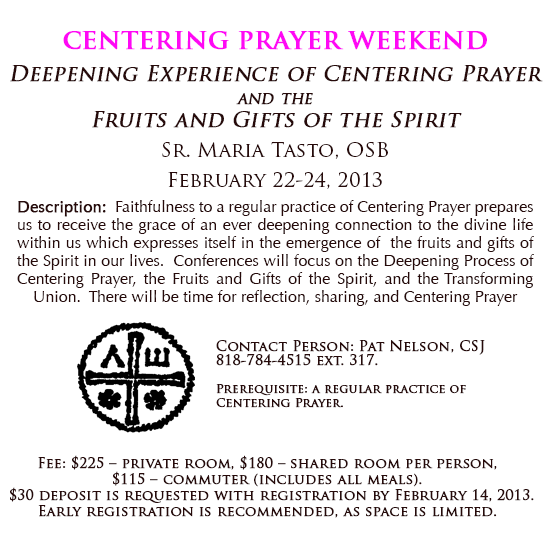 CENTERING PRAYER WEEKEND
DEEPENING EXPERIENCE OF CENTERING PRAYER
AND THE
FRUITS AND GIFTS OF THE SPIRIT
SR. MARIA TASTO, OSB
FEBRUARY 22-24, 2013
Description: Faithfulness to a regular practice of Centering Prayer prepares
us to receive the grace of an ever deepening connection to the divine life
within us which expresses itself in the emergence of the fruits and gifts of
the Spirit in our lives. Conferences will focus on the Deepening Process of
Centering Prayer, the Fruits and Gifts of the Spirit, and the Transforming
Union. There will be time for reflection, sharing, and Centering Prayer
Λ Ш
CONTACT PERSON: PAT NELSON, CSJ
818-784-4515 EXT. 317.
PREREQUISITE: A REGULAR PRACTICE OF
CENTERING PRAYER.
FEE: $225 – PRIVATE ROOM, $180 – SHARED ROOM PER PERSON,
$115 – COMMUTER (INCLUDES ALL MEALS).
$30 DEPOSIT IS REQUESTED WITH REGISTRATION BY FEBRUARY 14, 2013.
EARLY REGISTRATION IS RECOMMENDED, AS SPACE IS LIMITED.